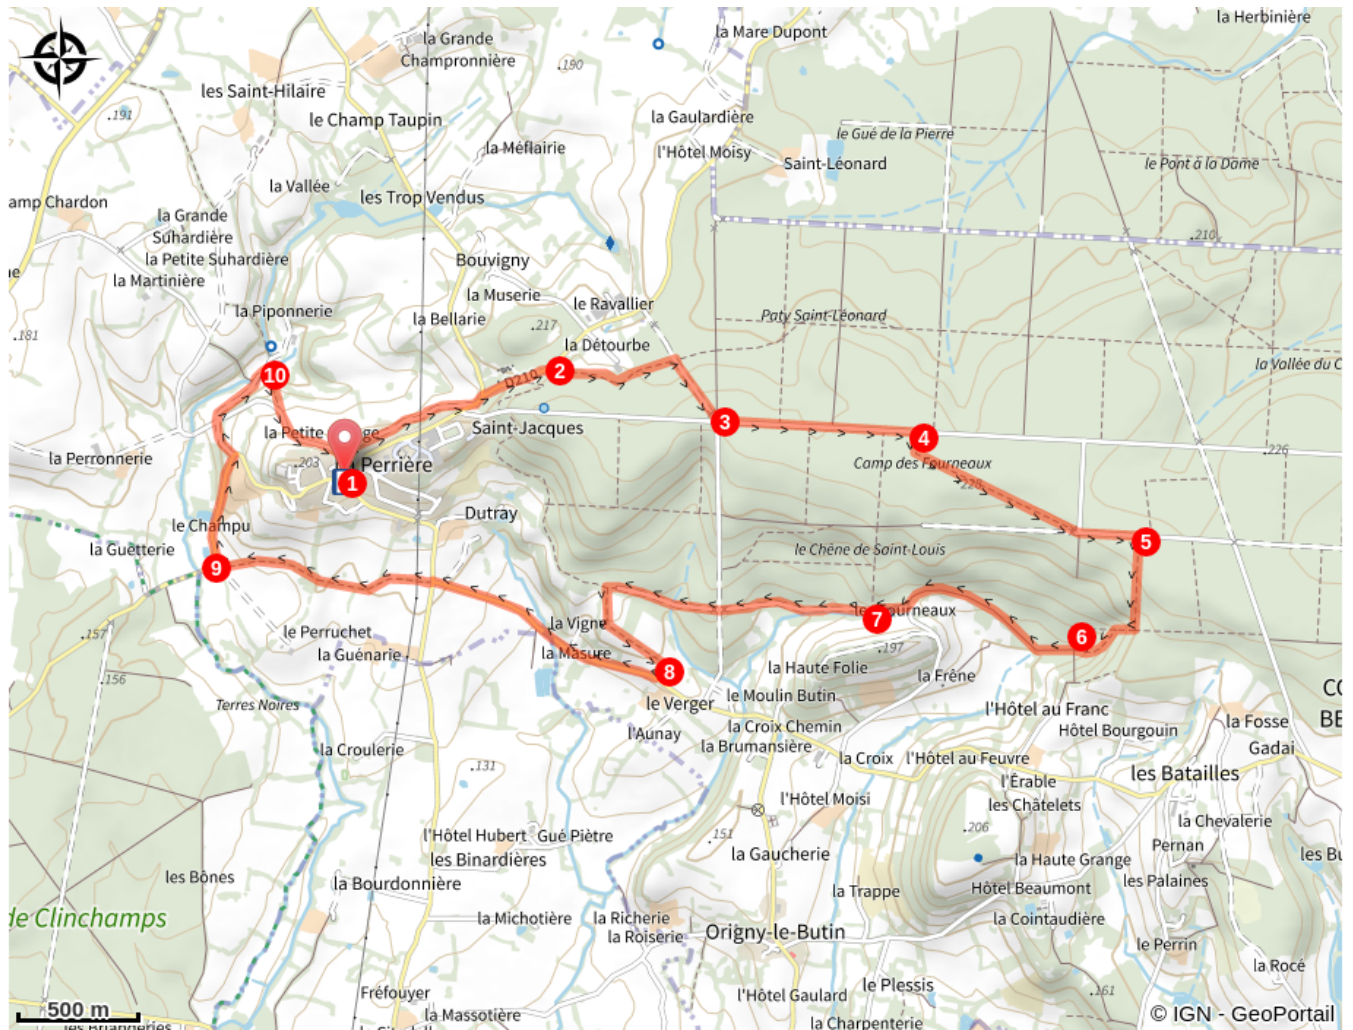 la Herbinière
la Mare Dupont
la Grande
Champronnière
.190
les Saint-Hilaire
.191
le Champ Taupin
la Gaulardière
le Gué de la Pierre
la Méflairie
l'Hôtel Moisy
Saint-Léonard
le Pont à la Dame
la Vallée
les Trop Vendus
amp Chardon
la Grande
Suhardière
.210
la Petite Suhardière
Bouvigny
la Martinière
la Muserie
le Ravallier
la Piponnerie
la Bellarie
.217
Paty Saint-Léonard
.181
la Détourbe
la Vallée du C
10
2
D210
3
Saint-Jacques
4
la Perronnerie
.203
Perrière
Camp des Fourneaux
.226
.228
1
Dutray
le Champu
5
la Guetterie
le Chêne de Saint-Louis
9
les Fourneaux
7
la Vigne
6
le Perruchet
.157
la Guénarie
la Masure
.197
la Haute Folie
8
la Frêne
.156
le Verger
le Moulin Butin
Terres Noires
l'Hôtel au Franc
CO
BE
l'Aunay
la Croix Chemin
Hôtel Bourgouin
la Fosse
la Croulerie
la Brumansière
Gadai
la Croix
l'Hôtel au Feuvre
.131
l'Érable
les Batailles
l'Hôtel Moisi
les Châtelets
la Chevalerie
l'Hôtel Hubert
Gué Piètre
.151
.206
les Binardières
la Gaucherie
la Haute Grange
Pernan
les Bu
les Bônes
la Bourdonnière
la Trappe
Hôtel Beaumont
les Palaines
de Clinchamps
la Michotière
la Richerie
la Cointaudière
la Roiserie
Origny-le-Butin
le Perrin
la Rocé
Fréfouyer
l'Hôtel Gaulard
le Plessis
.161
500 m
la Massotière
© IGN - GeoPortail
la Charpenterie